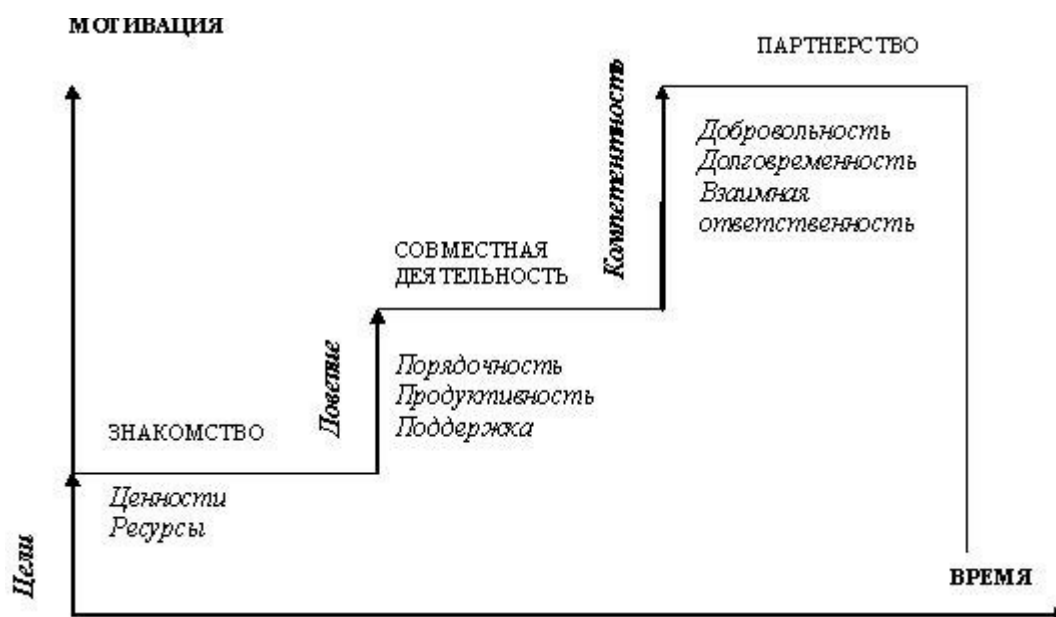 МОТИВАЦИЯ
ПАРТНЕРСТВО
Компетентность
Добровольность
Долговременность
Взаимная
ответственность
СОВМЕСТНАЯ
ДЕЯТЕЛЬНОСТЬ
Доверие
Порядочность
Продуктивность
Поддержка
ЗНАКОМСТВО
Ценности
Ресурсы
Цели
ВРЕМЯ